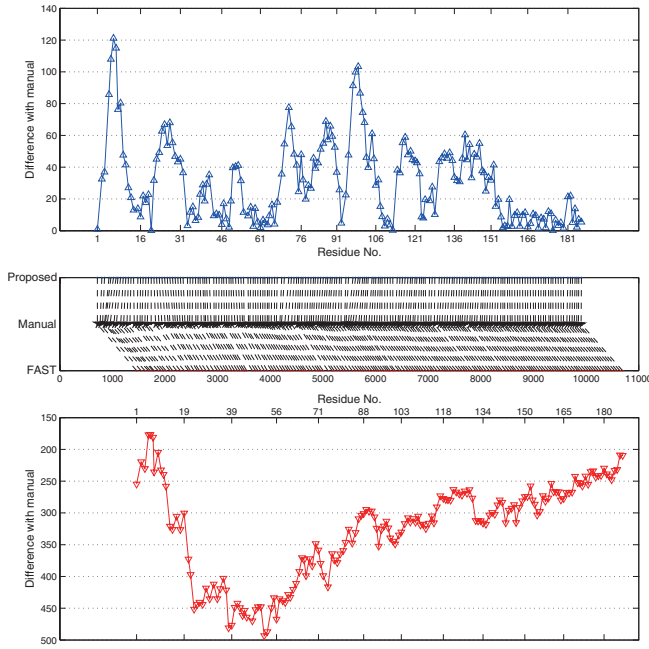 140
120
100
80
60
40
20
0
Difference with manual
1 16 31 46 61 76 91 106 121 136 151 166 181
Residue No.
Proposed
Manual
FAST
0 1000 2000 3000 4000 5000 6000 7000 8000 9000 10000 11000
Residue No.
1 19 39 56 71 88 103 118 134 150 165 180
150
200
250
300
350
400
450
500
Difference with manual